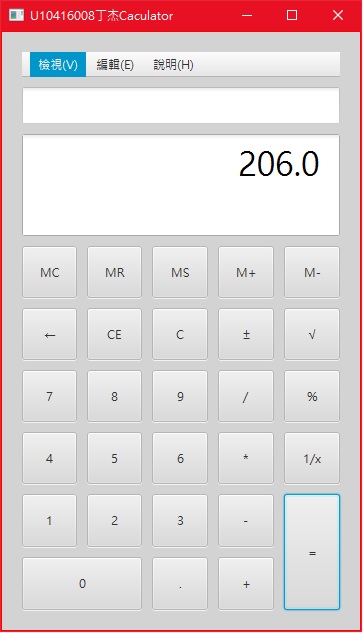 U10416008丁杰Caculator
檢視(V) 編輯(E) 說明(H)
206.0
MC MR MS M+ M-
← CE C ± √
7 8 9 / %
4 5 6 * 1/x
1 2 3 - =
0 . +